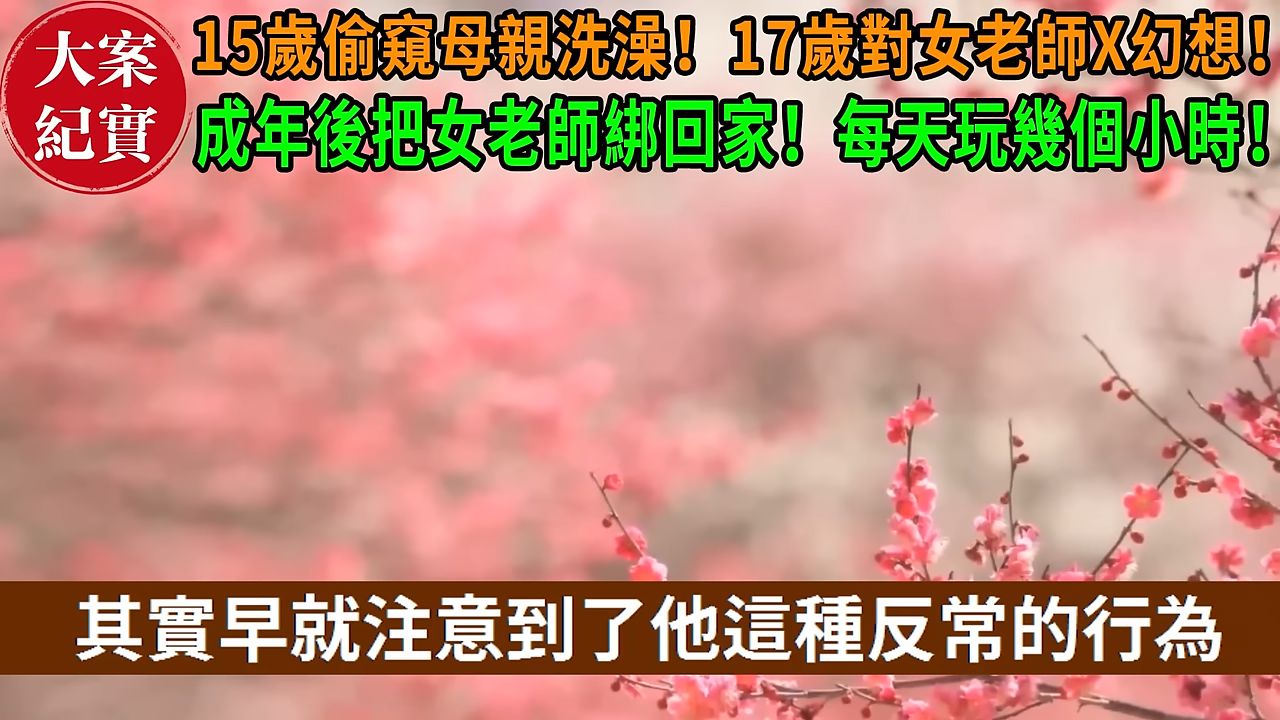 大案
紀實
15歲偷窺母親洗澡！17歲對女老師X幻想！
成年後把女老師綁回家！每天玩幾個小時！
其實早就注意到了他這種反常的行為